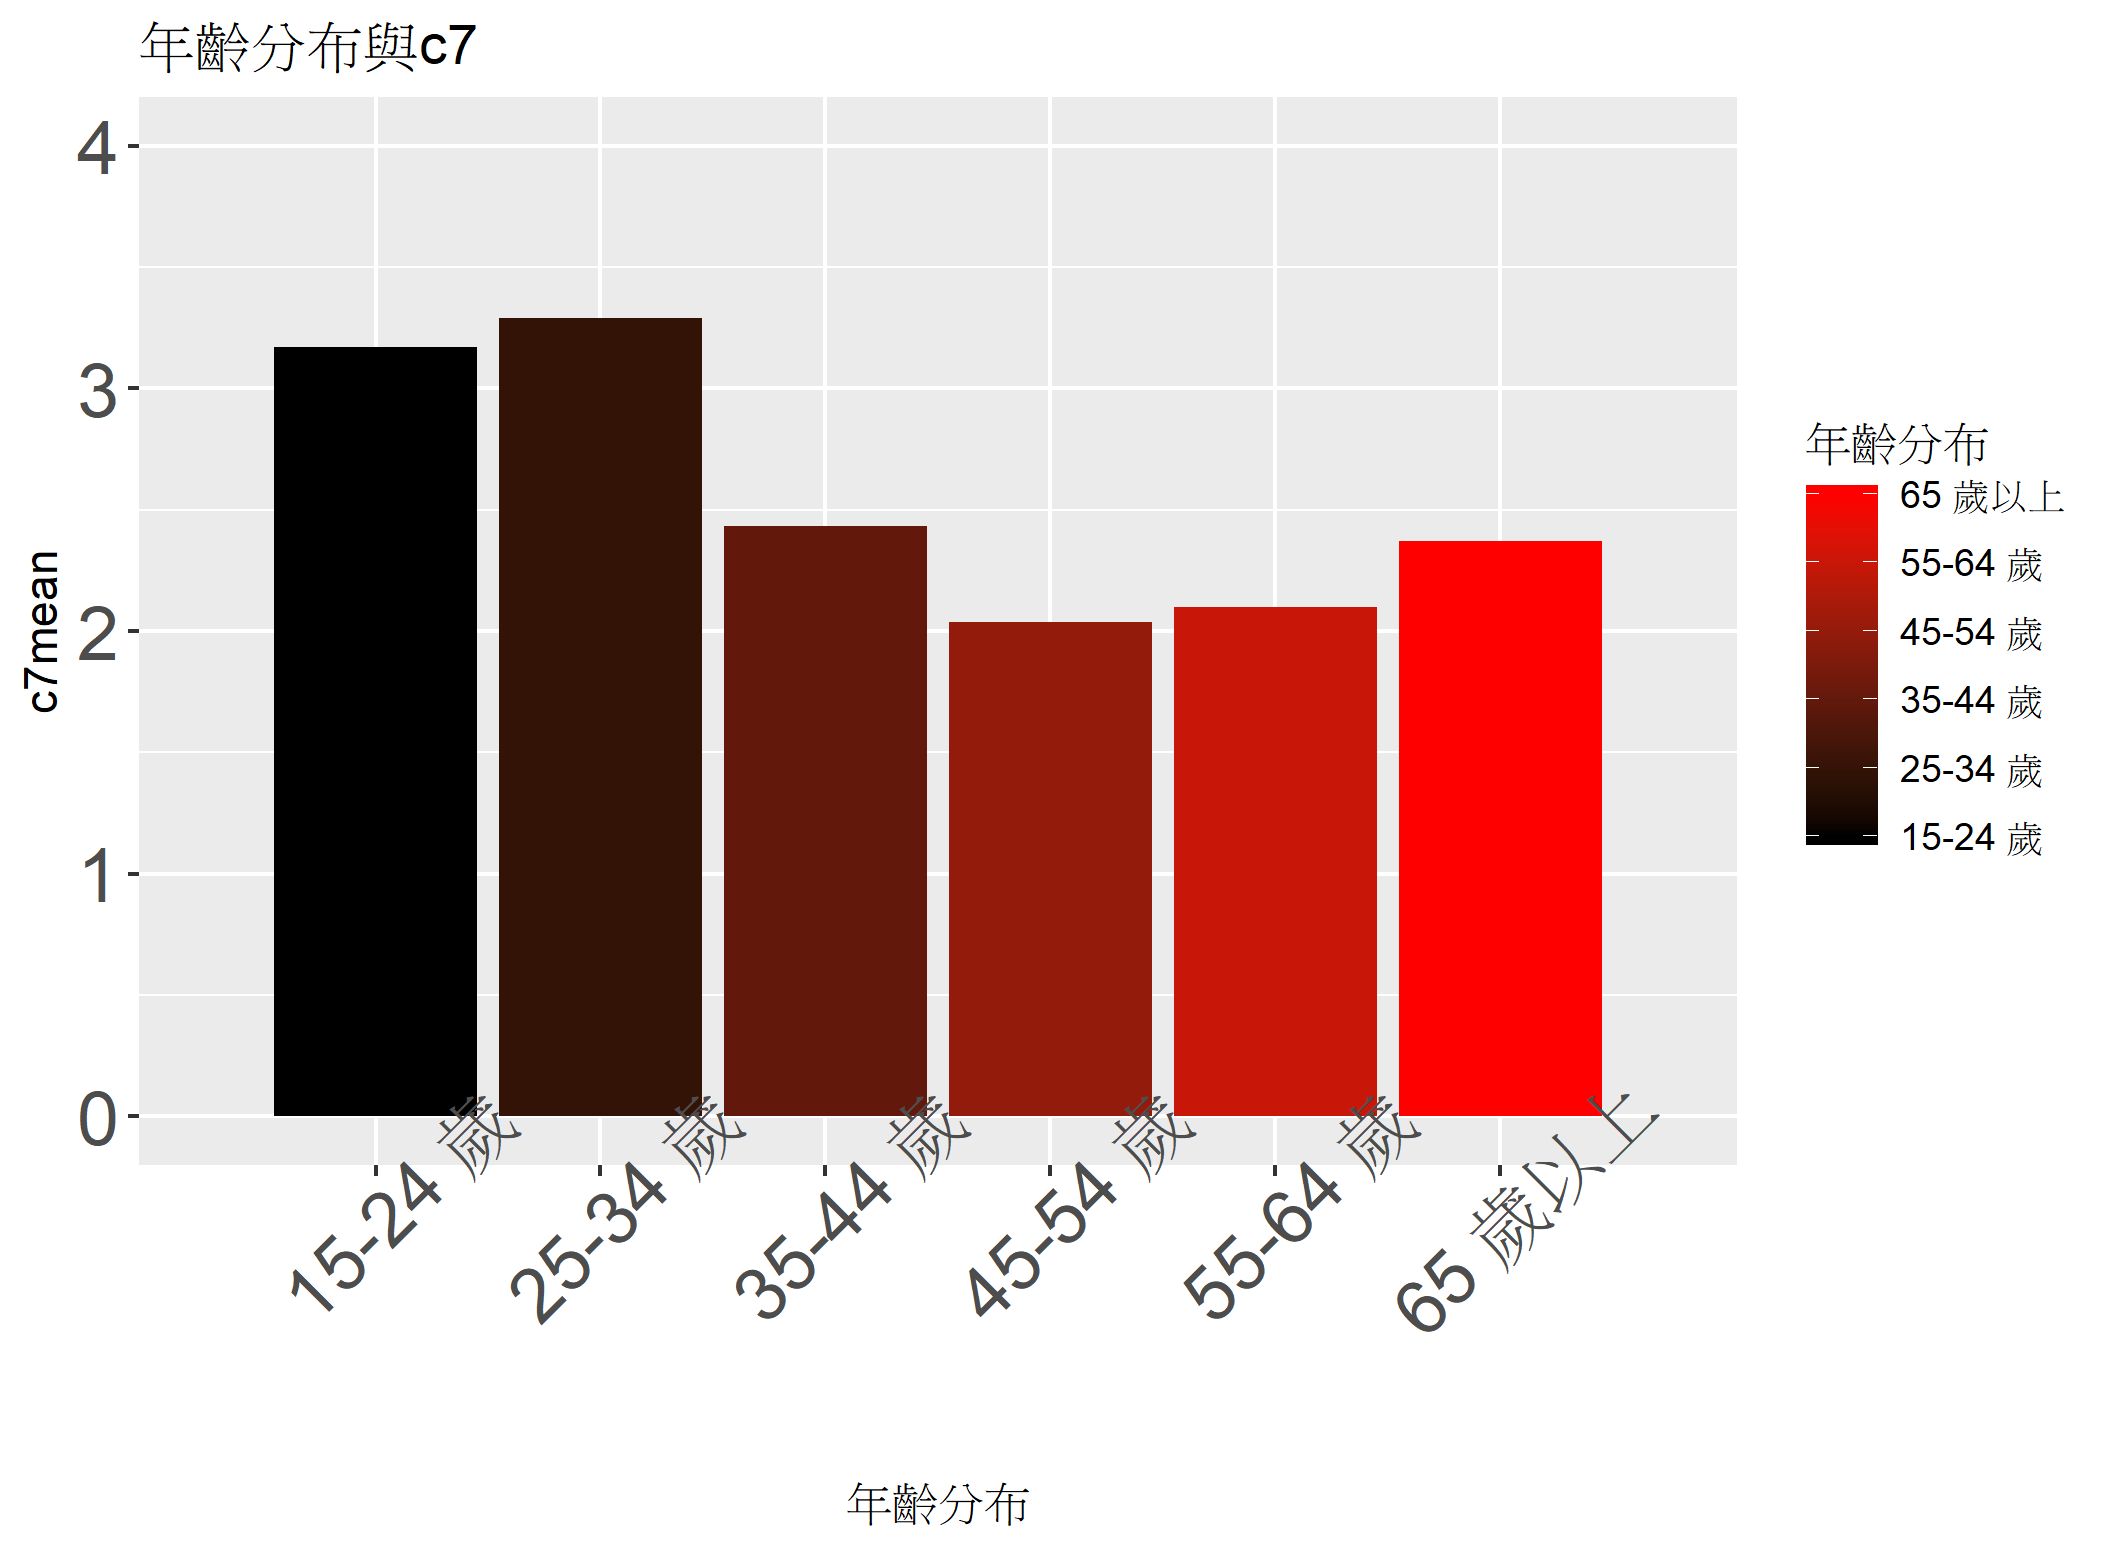 年齡分布與c7
4
3
2
1
0
c7mean
15-24 歲
25-34 歲
35-44 歲
45-54 歲
55-64 歲
65 歲以上
年齡分布
年齡分布
65 歲以上
55-64 歲
45-54 歲
35-44 歲
25-34 歲
15-24 歲